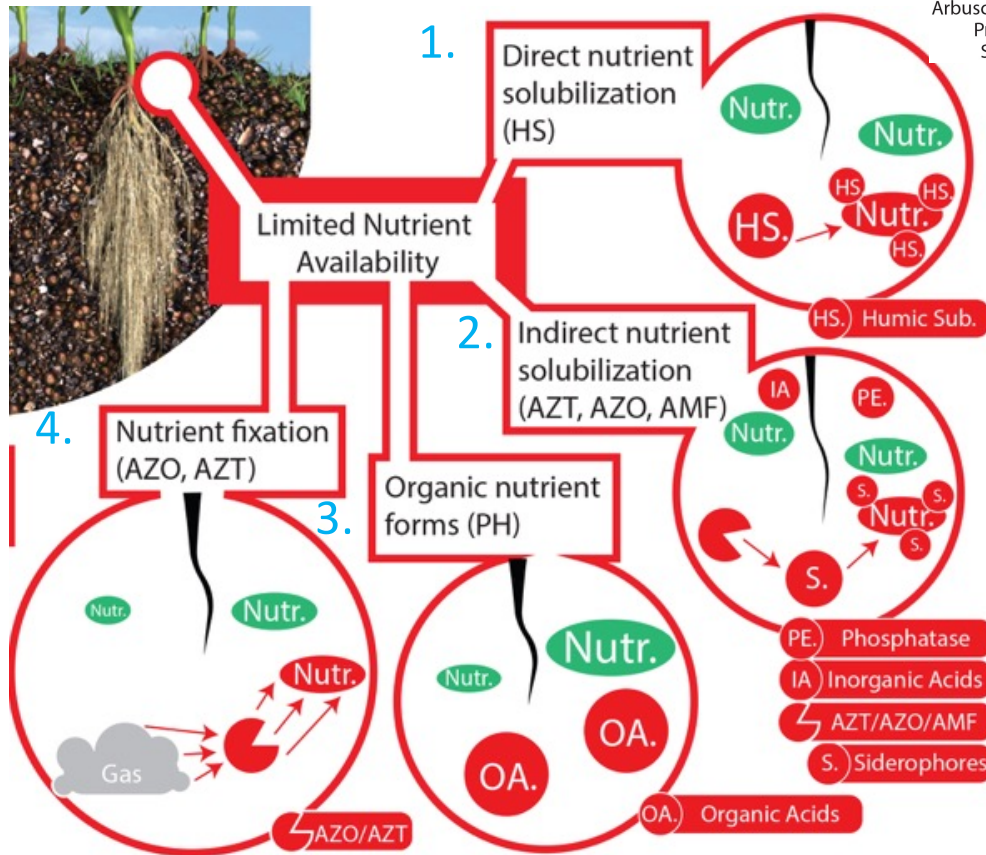 Arbusc
Pr
S
1.
Direct nutrient
solubilization
(HS)
Nutr.
Nutr.
HS.
HS
HS.
Nutr.
HS.
HS. Humic Sub.
Limited Nutrient
Availability
2.
Indirect nutrient
solubilization
(AZT, AZO, AMF)
IA
PE.
Nutr.
Nutr.
S.
S.
Nutr.
S.
S.
PE. Phosphatase
IA Inorganic Acids
AZT/AZO/AMF
S. Siderophores
3.
Organic nutrient
forms (PH)
Nutr.
Nutr.
OA.
OA.
OA. Organic Acids
4.
Nutrient fixation
(AZO, AZT)
Nutr.
Nutr.
Nutr.
Gas
AZO/AZT